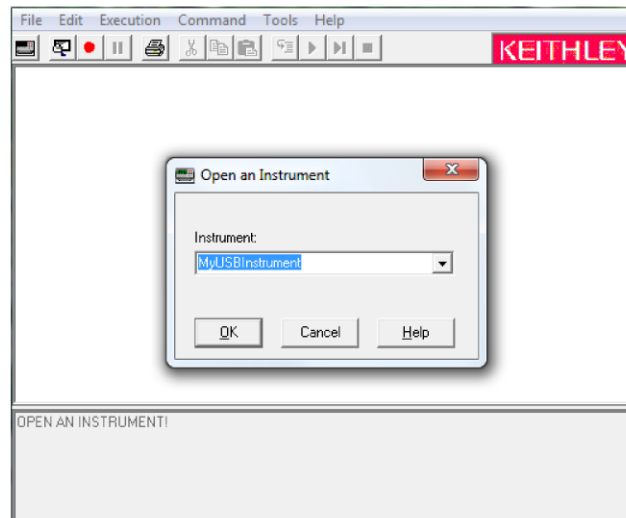 File Edit Execution Command Tools Help
KEITHLEY
Open an Instrument
Instrument:
MyUSBInstrument
OK Cancel Help
OPEN AN INSTRUMENT!